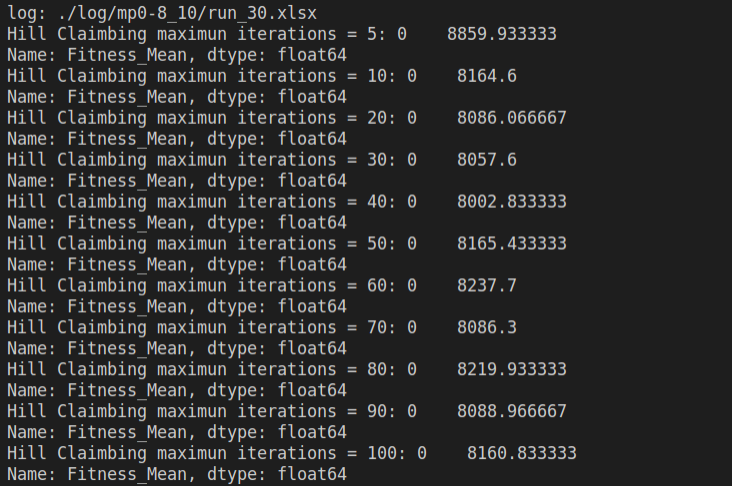 log: ./log/mp0-8_10/run_30.xlsx
Hill Claimbing maximun iterations = 5: 0    8859.933333
Name: Fitness_Mean, dtype: float64
Hill Claimbing maximun iterations = 10: 0    8164.6
Name: Fitness_Mean, dtype: float64
Hill Claimbing maximun iterations = 20: 0    8086.066667
Name: Fitness_Mean, dtype: float64
Hill Claimbing maximun iterations = 30: 0    8057.6
Name: Fitness_Mean, dtype: float64
Hill Claimbing maximun iterations = 40: 0    8002.833333
Name: Fitness_Mean, dtype: float64
Hill Claimbing maximun iterations = 50: 0    8165.433333
Name: Fitness_Mean, dtype: float64
Hill Claimbing maximun iterations = 60: 0    8237.7
Name: Fitness_Mean, dtype: float64
Hill Claimbing maximun iterations = 70: 0    8086.3
Name: Fitness_Mean, dtype: float64
Hill Claimbing maximun iterations = 80: 0    8219.933333
Name: Fitness_Mean, dtype: float64
Hill Claimbing maximun iterations = 90: 0    8088.966667
Name: Fitness_Mean, dtype: float64
Hill Claimbing maximun iterations = 100: 0    8160.833333
Name: Fitness_Mean, dtype: float64